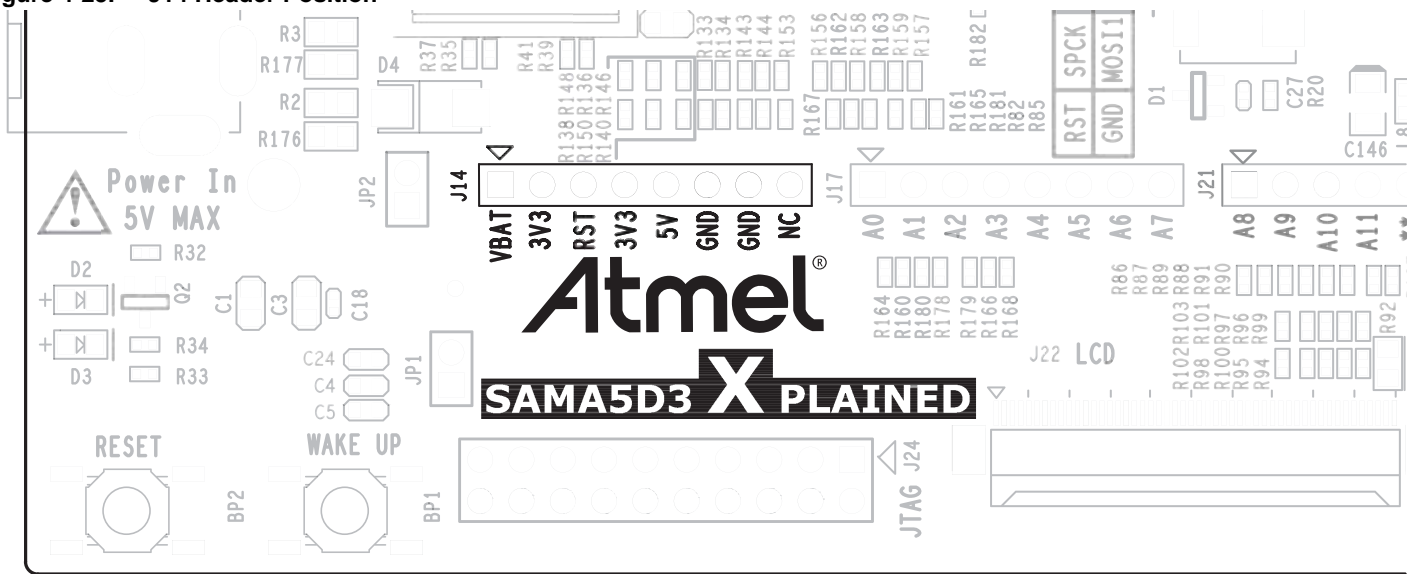 J14 Header Position
R3
R177
R2
R176
D4
R37
R35
R41
R39
R138
R148
R150
R136
R140
R146
R133
R134
R143
R144
R153
R156
R162
R158
R163
R159
R157
R167
R182
R161
R165
R181
R82
R85
SPCK
MOSI1
RST
GND
D1
C27
R20
C146
Power In
5V MAX
JP2
J14
VBAT
3V3
RST
3V3
5V
GND
GND
NC
J17
A0
A1
A2
A3
A4
A5
A6
A7
J21
A8
A9
A10
A11
**
R32
D2
Q2
C1
C3
C18
D3
R34
R33
C24
C4
C5
JP1
Atmel®
SAMA5D3 XPLAINED
R164
R160
R180
R178
R179
R166
R168
R86
R87
R89
R88
R91
R90
R102
R103
R98
R101
R100
R97
R95
R96
R94
R99
R92
J22 LCD
RESET
WAKE UP
BP2
BP1
J24
JTAG